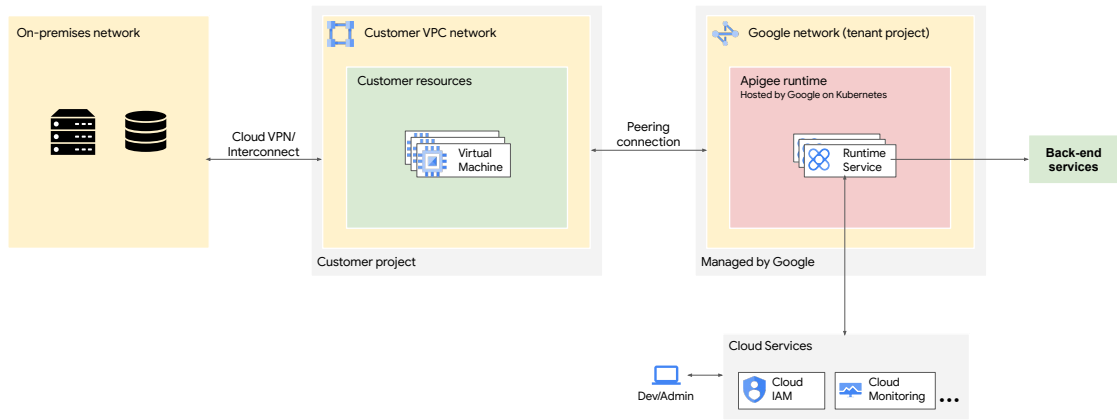 On-premises network
Cloud VPN/
Interconnect
Customer VPC network
Customer resources
Virtual
Machine
Customer project
Peering
connection
Google network (tenant project)
Apigee runtime
Hosted by Google on Kubernetes
Runtime
Service
Managed by Google
Back-end
services
Cloud Services
Dev/Admin
Cloud
IAM
Cloud
Monitoring
...